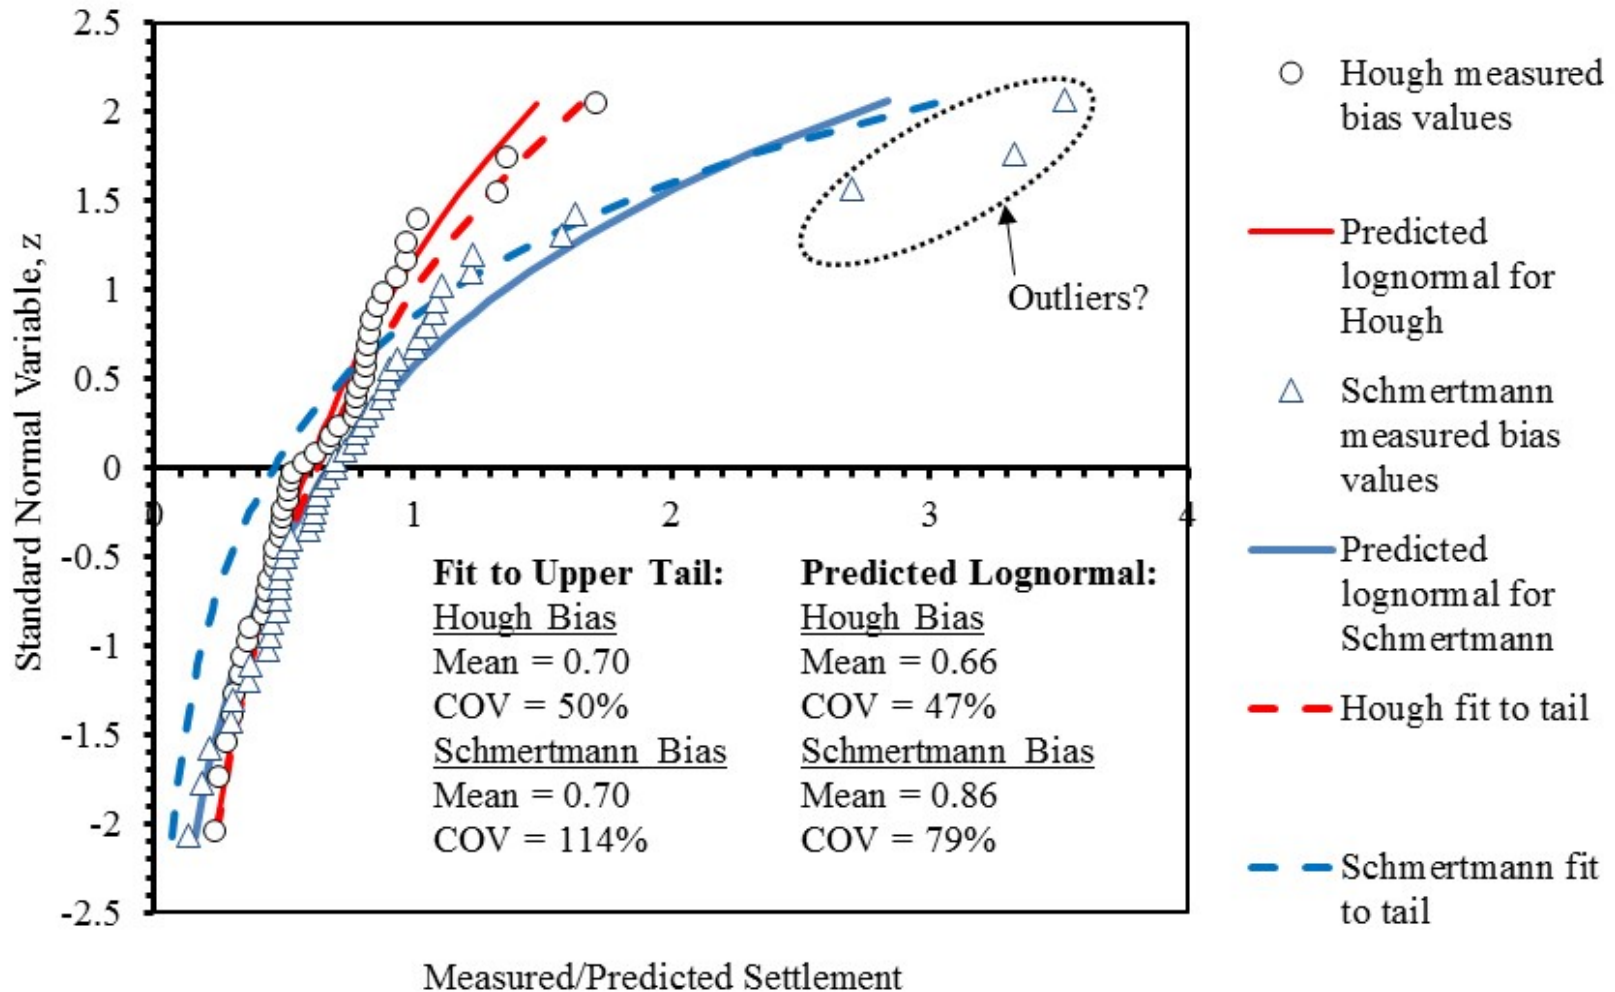 2.5
2
1.5
1
0.5
0
-0.5
-1
-1.5
-2
-2.5
Standard Normal Variable, z
0
1
2
3
4
Measured/Predicted Settlement
Outliers?
Fit to Upper Tail:
Hough Bias
Mean = 0.70
COV = 50%
Schmertmann Bias
Mean = 0.70
COV = 114%
Predicted Lognormal:
Hough Bias
Mean = 0.66
COV = 47%
Schmertmann Bias
Mean = 0.86
COV = 79%
Hough measured
bias values
Predicted
lognormal for
Hough
Schmertmann
measured bias
values
Predicted
lognormal for
Schmertmann
Hough fit to tail
Schmertmann fit
to tail